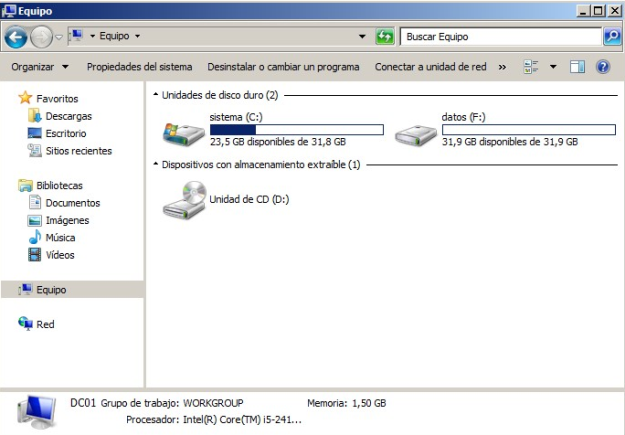 Equipo
Equipo
Buscar Equipo
Organizar
Propiedades del sistema
Desinstalar o cambiar un programa
Conectar a unidad de red
»
Favoritos
Descargas
Escritorio
Sitios recientes
Bibliotecas
Documentos
Imágenes
Música
Vídeos
Equipo
Red
Unidades de disco duro (2)
sistema (C:)
23,5 GB disponibles de 31,8 GB
datos (F:)
31,9 GB disponibles de 31,9 GB
Dispositivos con almacenamiento extraíble (1)
Unidad de CD (D:)
DC01 Grupo de trabajo: WORKGROUP Memoria: 1,50 GB
Procesador: Intel(R) Core(TM) i5-241...